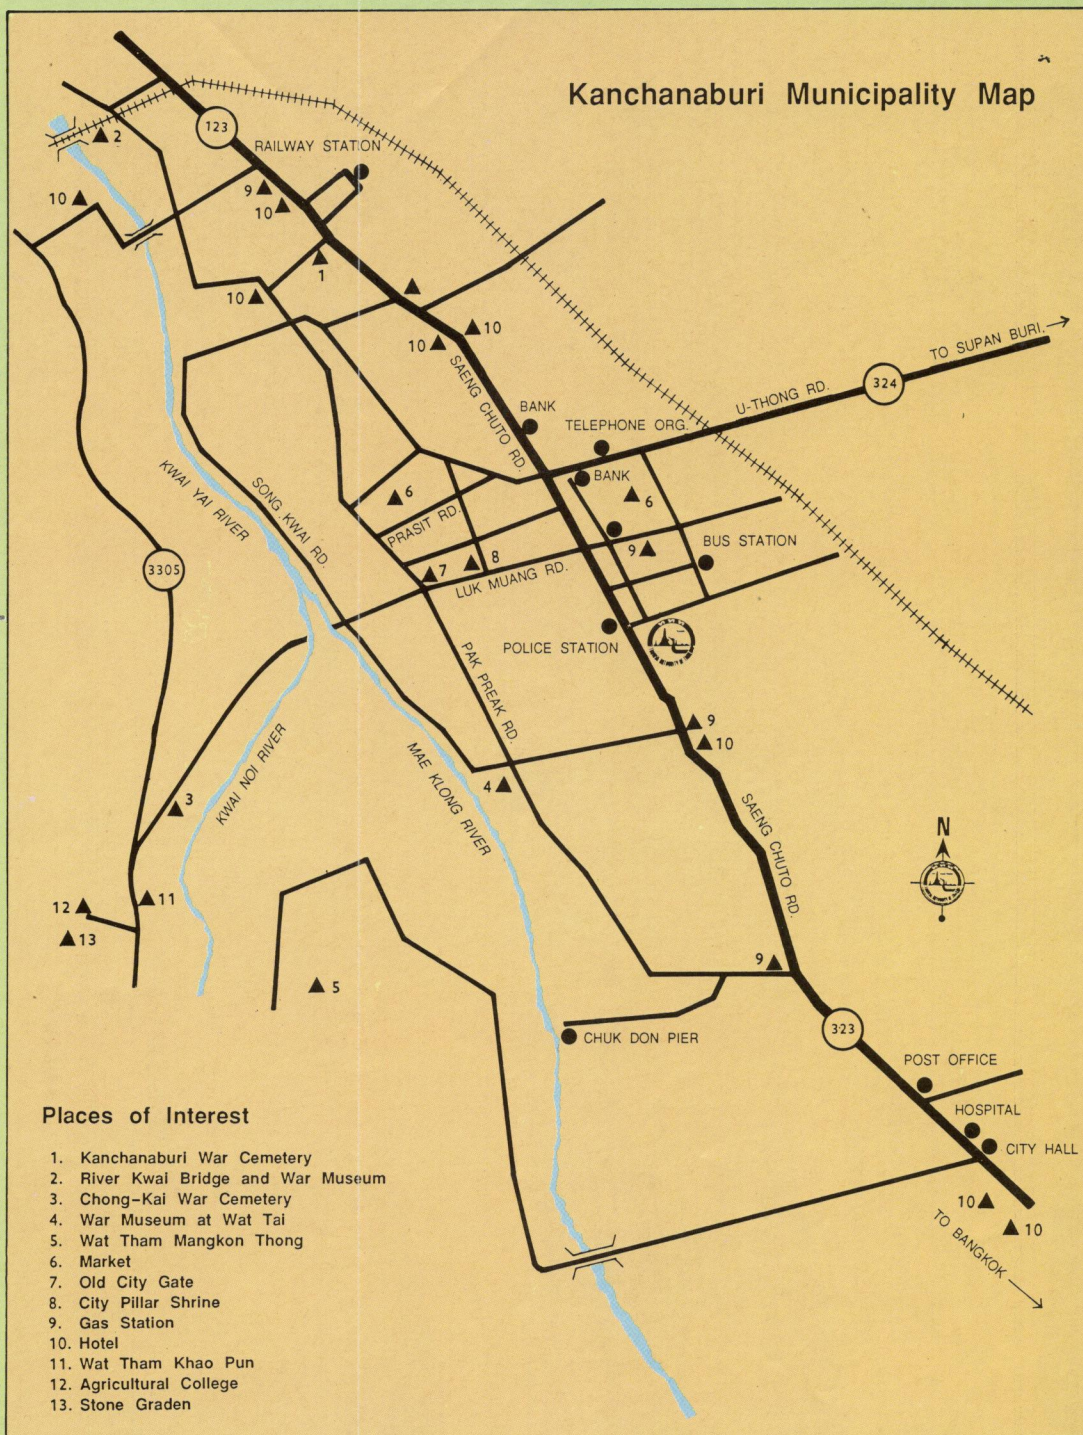 Kanchanaburi Municipality Map
2
123
RAILWAY STATION
9
10
10
1
10
10
10
TO SUPAN BURI.
324
U-THONG RD.
SAENG CHUTO RD.
BANK
TELEPHONE ORG.
BANK
6
6
PRASIT RD.
KWAI YAI RIVER
SONG KWAI RD.
9
BUS STATION
3305
7
8
LUK MUANG RD.
POLICE STATION
PAK PREAK RD.
9
10
KWAI NOI RIVER
MAE KLONG RIVER
4
3
SAENG CHUTO RD.
N
12
11
13
5
9
323
CHUK DON PIER
POST OFFICE
HOSPITAL
CITY HALL
10
10
TO BANGKOK
Places of Interest
1. Kanchanaburi War Cemetery
2. River Kwai Bridge and War Museum
3. Chong-Kai War Cemetery
4. War Museum at Wat Tai
5. Wat Tham Mangkon Thong
6. Market
7. Old City Gate
8. City Pillar Shrine
9. Gas Station
10. Hotel
11. Wat Tham Khao Pun
12. Agricultural College
13. Stone Graden